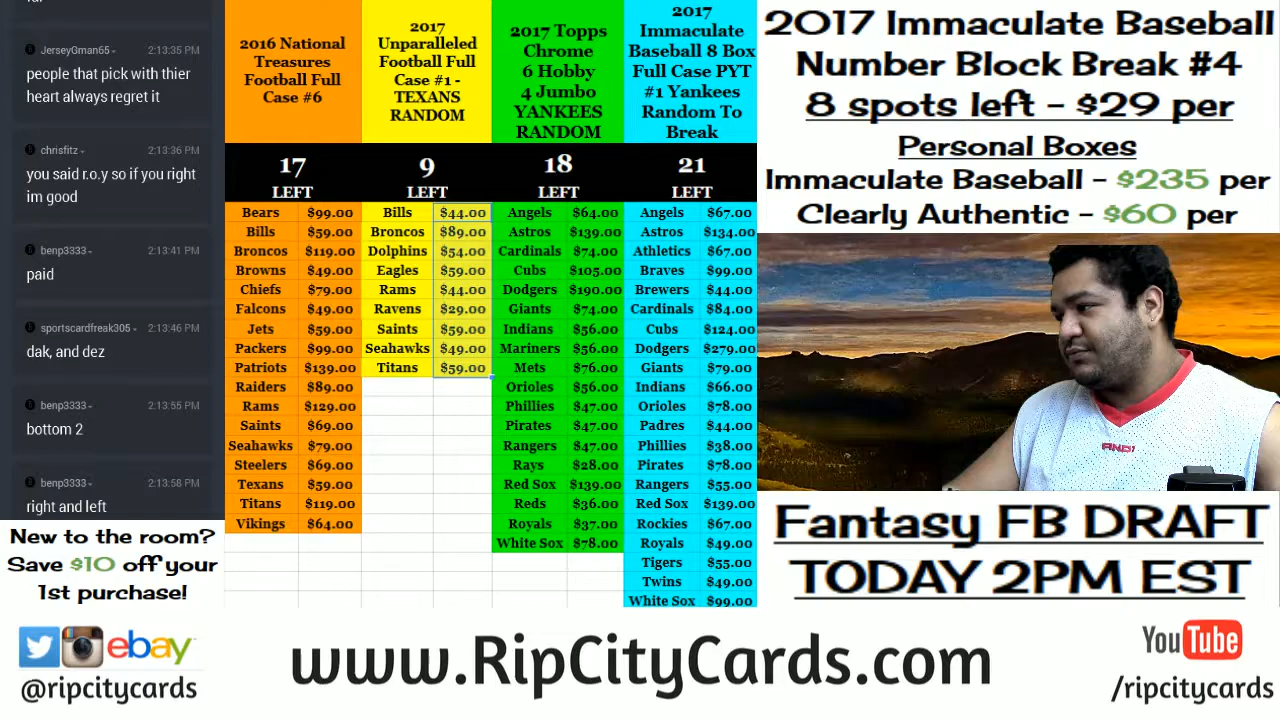 JerseyGman65 2:13:35 PM
people that pick with thier
heart always regret it
chrisfitz 2:13:36 PM
you said r.o.y so if you right
im good
benp3333 2:13:41 PM
paid
sportscardfreak305 2:13:46 PM
dak, and dez
benp3333 2:13:55 PM
bottom 2
benp3333 2:13:58 PM
right and left
New to the room?
Save $10 off your
1st purchase!
2016 National
Treasures
Football Full
Case #6
17
LEFT
Bears $99.00
Bills $59.00
Broncos $119.00
Browns $49.00
Chiefs $79.00
Falcons $49.00
Jets $59.00
Packers $99.00
Patriots $139.00
Raiders $89.00
Rams $129.00
Saints $69.00
Seahawks $79.00
Steelers $69.00
Texans $59.00
Titans $119.00
Vikings $64.00
2017
Unparalleled
Football Full
Case #1 -
TEXANS
RANDOM
9
LEFT
Bills $44.00
Broncos $89.00
Dolphins $54.00
Eagles $59.00
Rams $44.00
Ravens $29.00
Saints $59.00
Seahawks $49.00
Titans $59.00
2017 Topps
Chrome
6 Hobby
4 Jumbo
YANKEES
RANDOM
18
LEFT
Angels $64.00
Astros $139.00
Cardinals $74.00
Cubs $105.00
Dodgers $190.00
Giants $74.00
Indians $56.00
Mariners $56.00
Mets $76.00
Orioles $56.00
Phillies $47.00
Pirates $47.00
Rangers $47.00
Rays $28.00
Red Sox $139.00
Reds $36.00
Royals $37.00
White Sox $78.00
2017
Immaculate
Baseball 8 Box
Full Case PYT
#1 Yankees
Random To
Break
21
LEFT
Angels $67.00
Astros $134.00
Athletics $67.00
Braves $99.00
Brewers $44.00
Cardinals $84.00
Cubs $124.00
Dodgers $279.00
Giants $79.00
Indians $66.00
Orioles $78.00
Padres $44.00
Phillies $38.00
Pirates $78.00
Rangers $55.00
Red Sox $139.00
Rockies $67.00
Royals $49.00
Tigers $55.00
Twins $49.00
White Sox $99.00
2017 Immaculate Baseball
Number Block Break #4
8 spots left - $29 per
Personal Boxes
Immaculate Baseball - $235 per
Clearly Authentic - $60 per
AND1
Fantasy FB DRAFT
TODAY 2PM EST
ebay
@ripcitycards
www.RipCityCards.com
YouTube
/ripcitycards